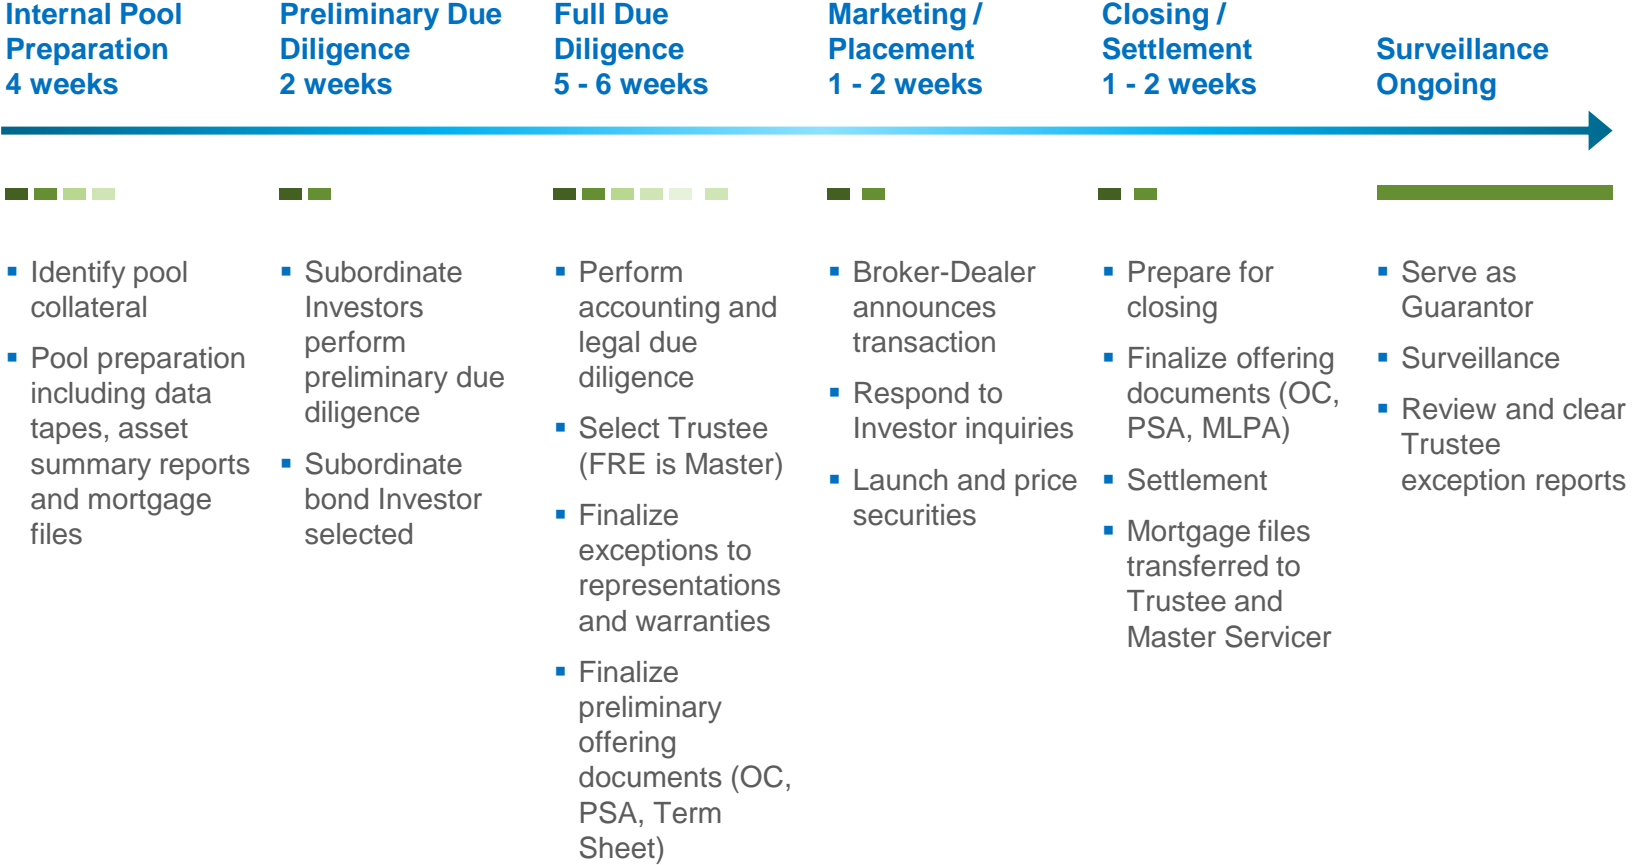 Internal Pool
Preparation
4 weeks
Preliminary Due
Diligence
2 weeks
Full Due
Diligence
5 - 6 weeks
Marketing /
Placement
1 - 2 weeks
Closing /
Settlement
1 - 2 weeks
Surveillance
Ongoing
▪ Identify pool
collateral
▪ Pool preparation
including data
tapes, asset
summary reports
and mortgage
files
▪ Subordinate
Investors
perform
preliminary due
diligence
▪ Subordinate
bond Investor
selected
▪ Perform
accounting and
legal due
diligence
▪ Select Trustee
(FRE is Master)
▪ Finalize
exceptions to
representations
and warranties
▪ Finalize
preliminary
offering
documents (OC,
PSA, Term
Sheet)
▪ Broker-Dealer
announces
transaction
▪ Respond to
Investor inquiries
▪ Launch and price
securities
▪ Prepare for
closing
▪ Finalize offering
documents (OC,
PSA, MLPA)
▪ Settlement
▪ Mortgage files
transferred to
Trustee and
Master Servicer
▪ Serve as
Guarantor
▪ Surveillance
▪ Review and clear
Trustee
exception reports